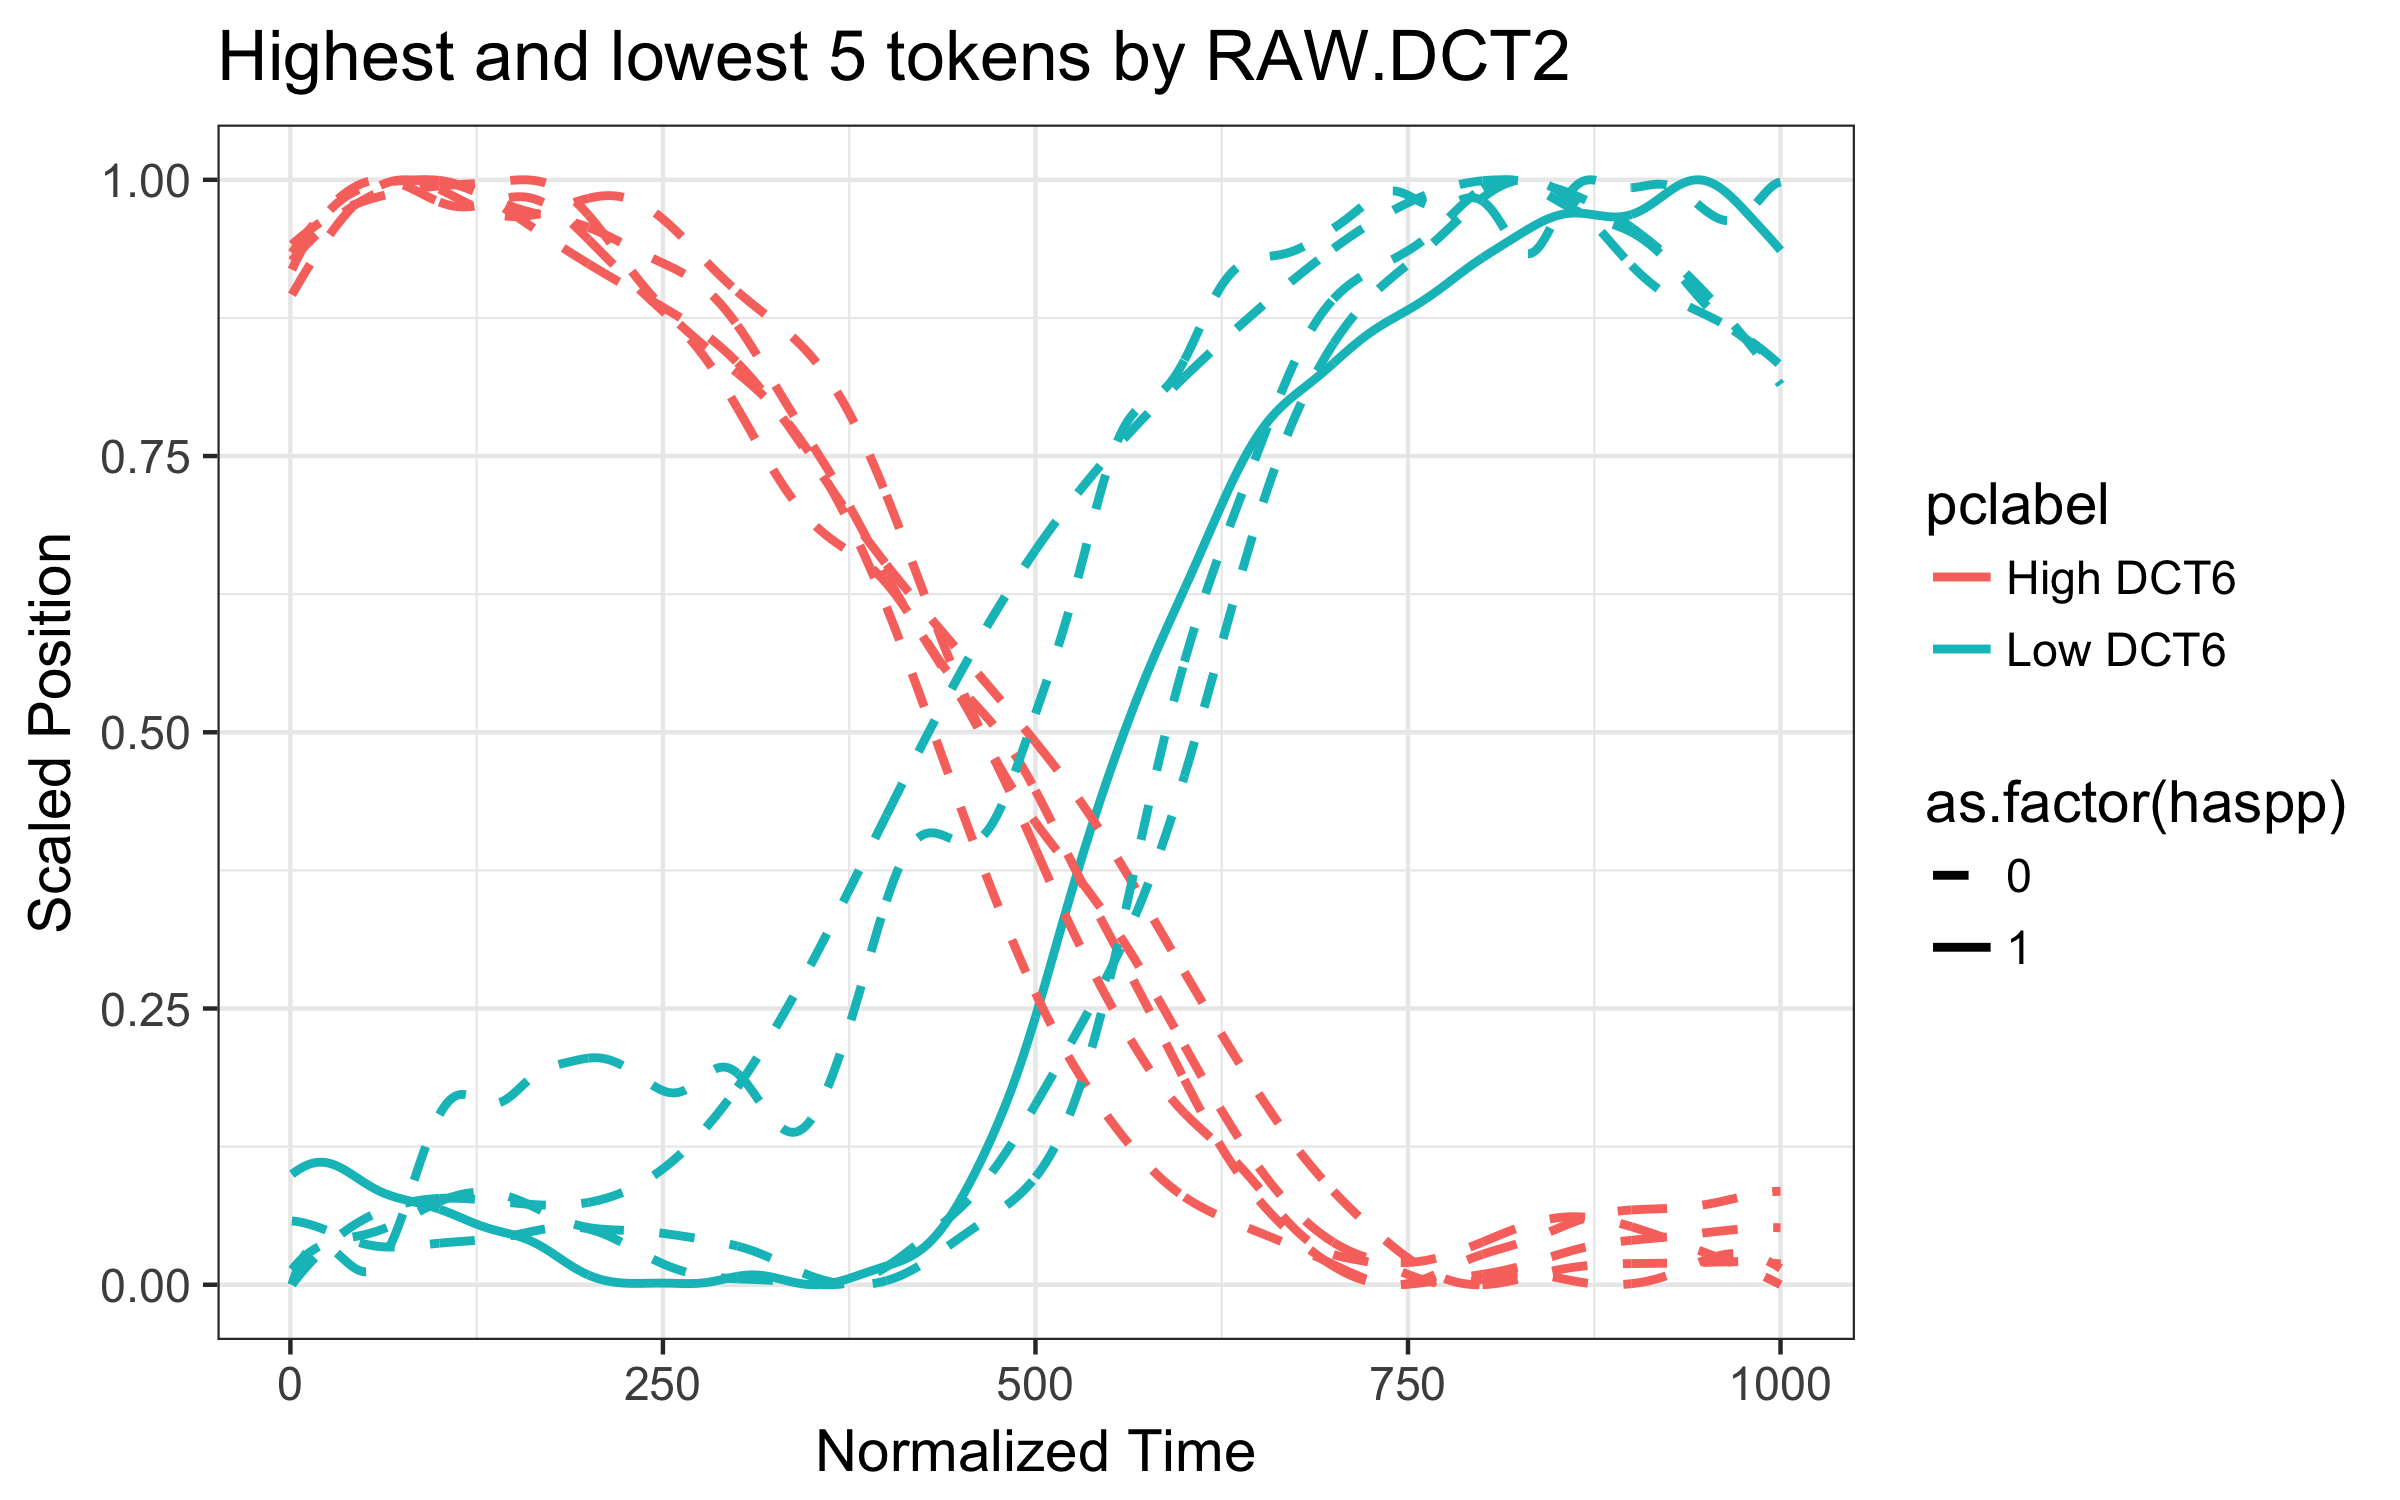 Highest and lowest 5 tokens by RAW.DCT2
1.00
0.75
0.50
0.25
0.00
Scaled Position
0 250 500 750 1000
Normalized Time
pclabel
High DCT6
Low DCT6
as.factor(haspp)
0
1